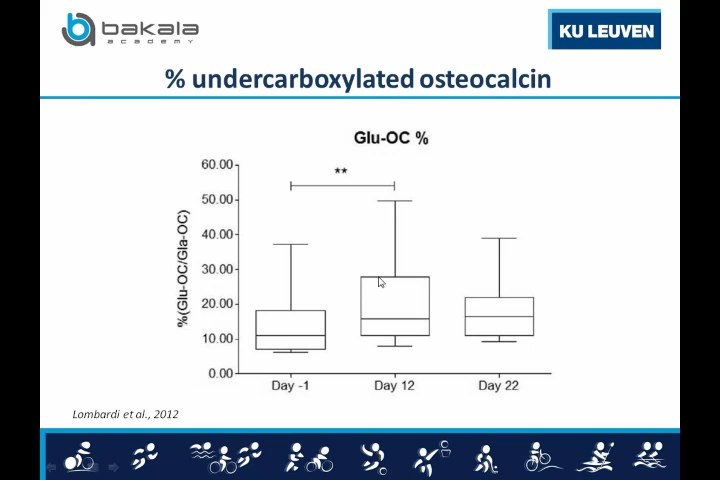 bakala
academy
KU LEUVEN
% undercarboxylated osteocalcin
Glu-OC %
**
60.00
50.00
40.00
30.00
20.00
10.00
0.00
%(Glu-OC/Gla-OC)
Day -1 Day 12 Day 22
Lombardi et al., 2012